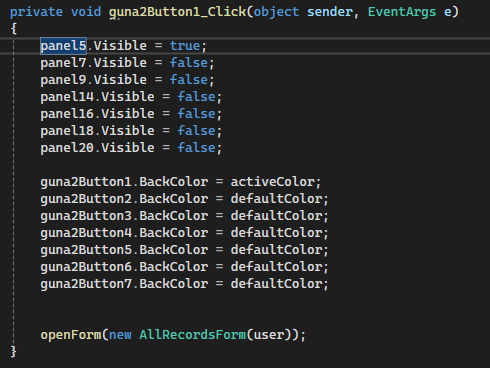 private void guna2Button1_Click(object sender, EventArgs e)
{
panel5.Visible = true;
panel7.Visible = false;
panel9.Visible = false;
panel14.Visible = false;
panel16.Visible = false;
panel18.Visible = false;
panel20.Visible = false;
guna2Button1.BackColor = activeColor;
guna2Button2.BackColor = defaultColor;
guna2Button3.BackColor = defaultColor;
guna2Button4.BackColor = defaultColor;
guna2Button5.BackColor = defaultColor;
guna2Button6.BackColor = defaultColor;
guna2Button7.BackColor = defaultColor;
openForm(new AllRecordsForm(user));
}